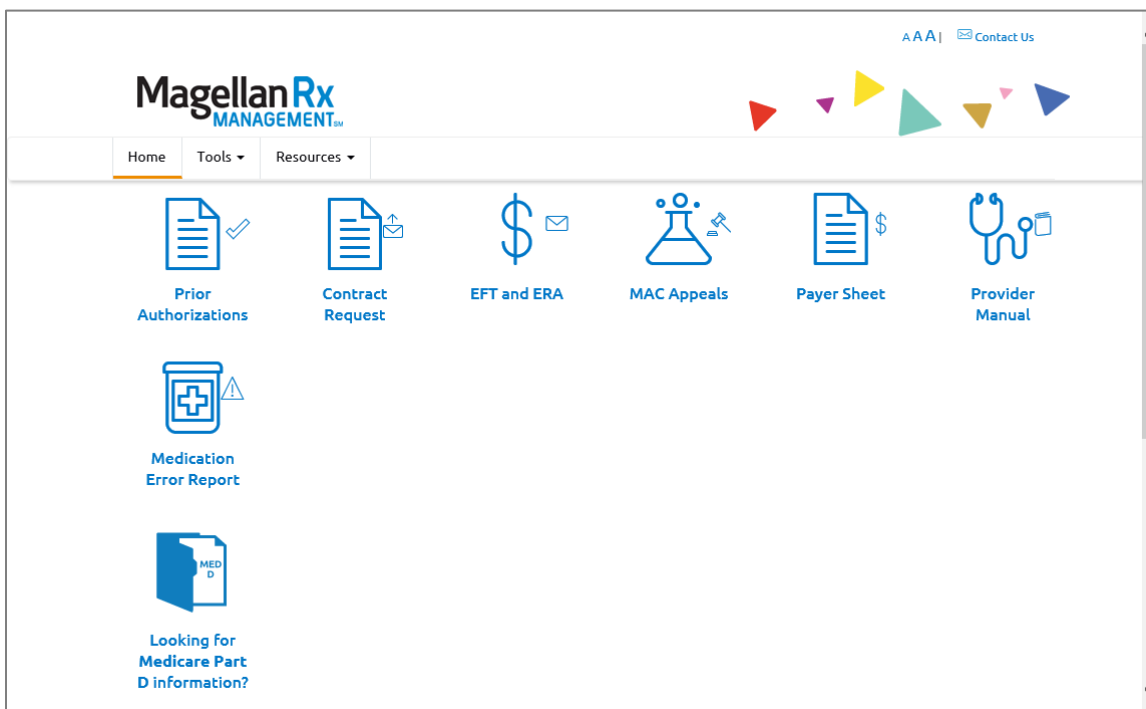 A A A | Contact Us
Magellan Rx
MANAGEMENT SM
Home Tools Resources
Prior
Authorizations
Contract
Request
EFT and ERA
MAC Appeals
Payer Sheet
Provider
Manual
Medication
Error Report
MED
D
Looking for
Medicare Part
D information?